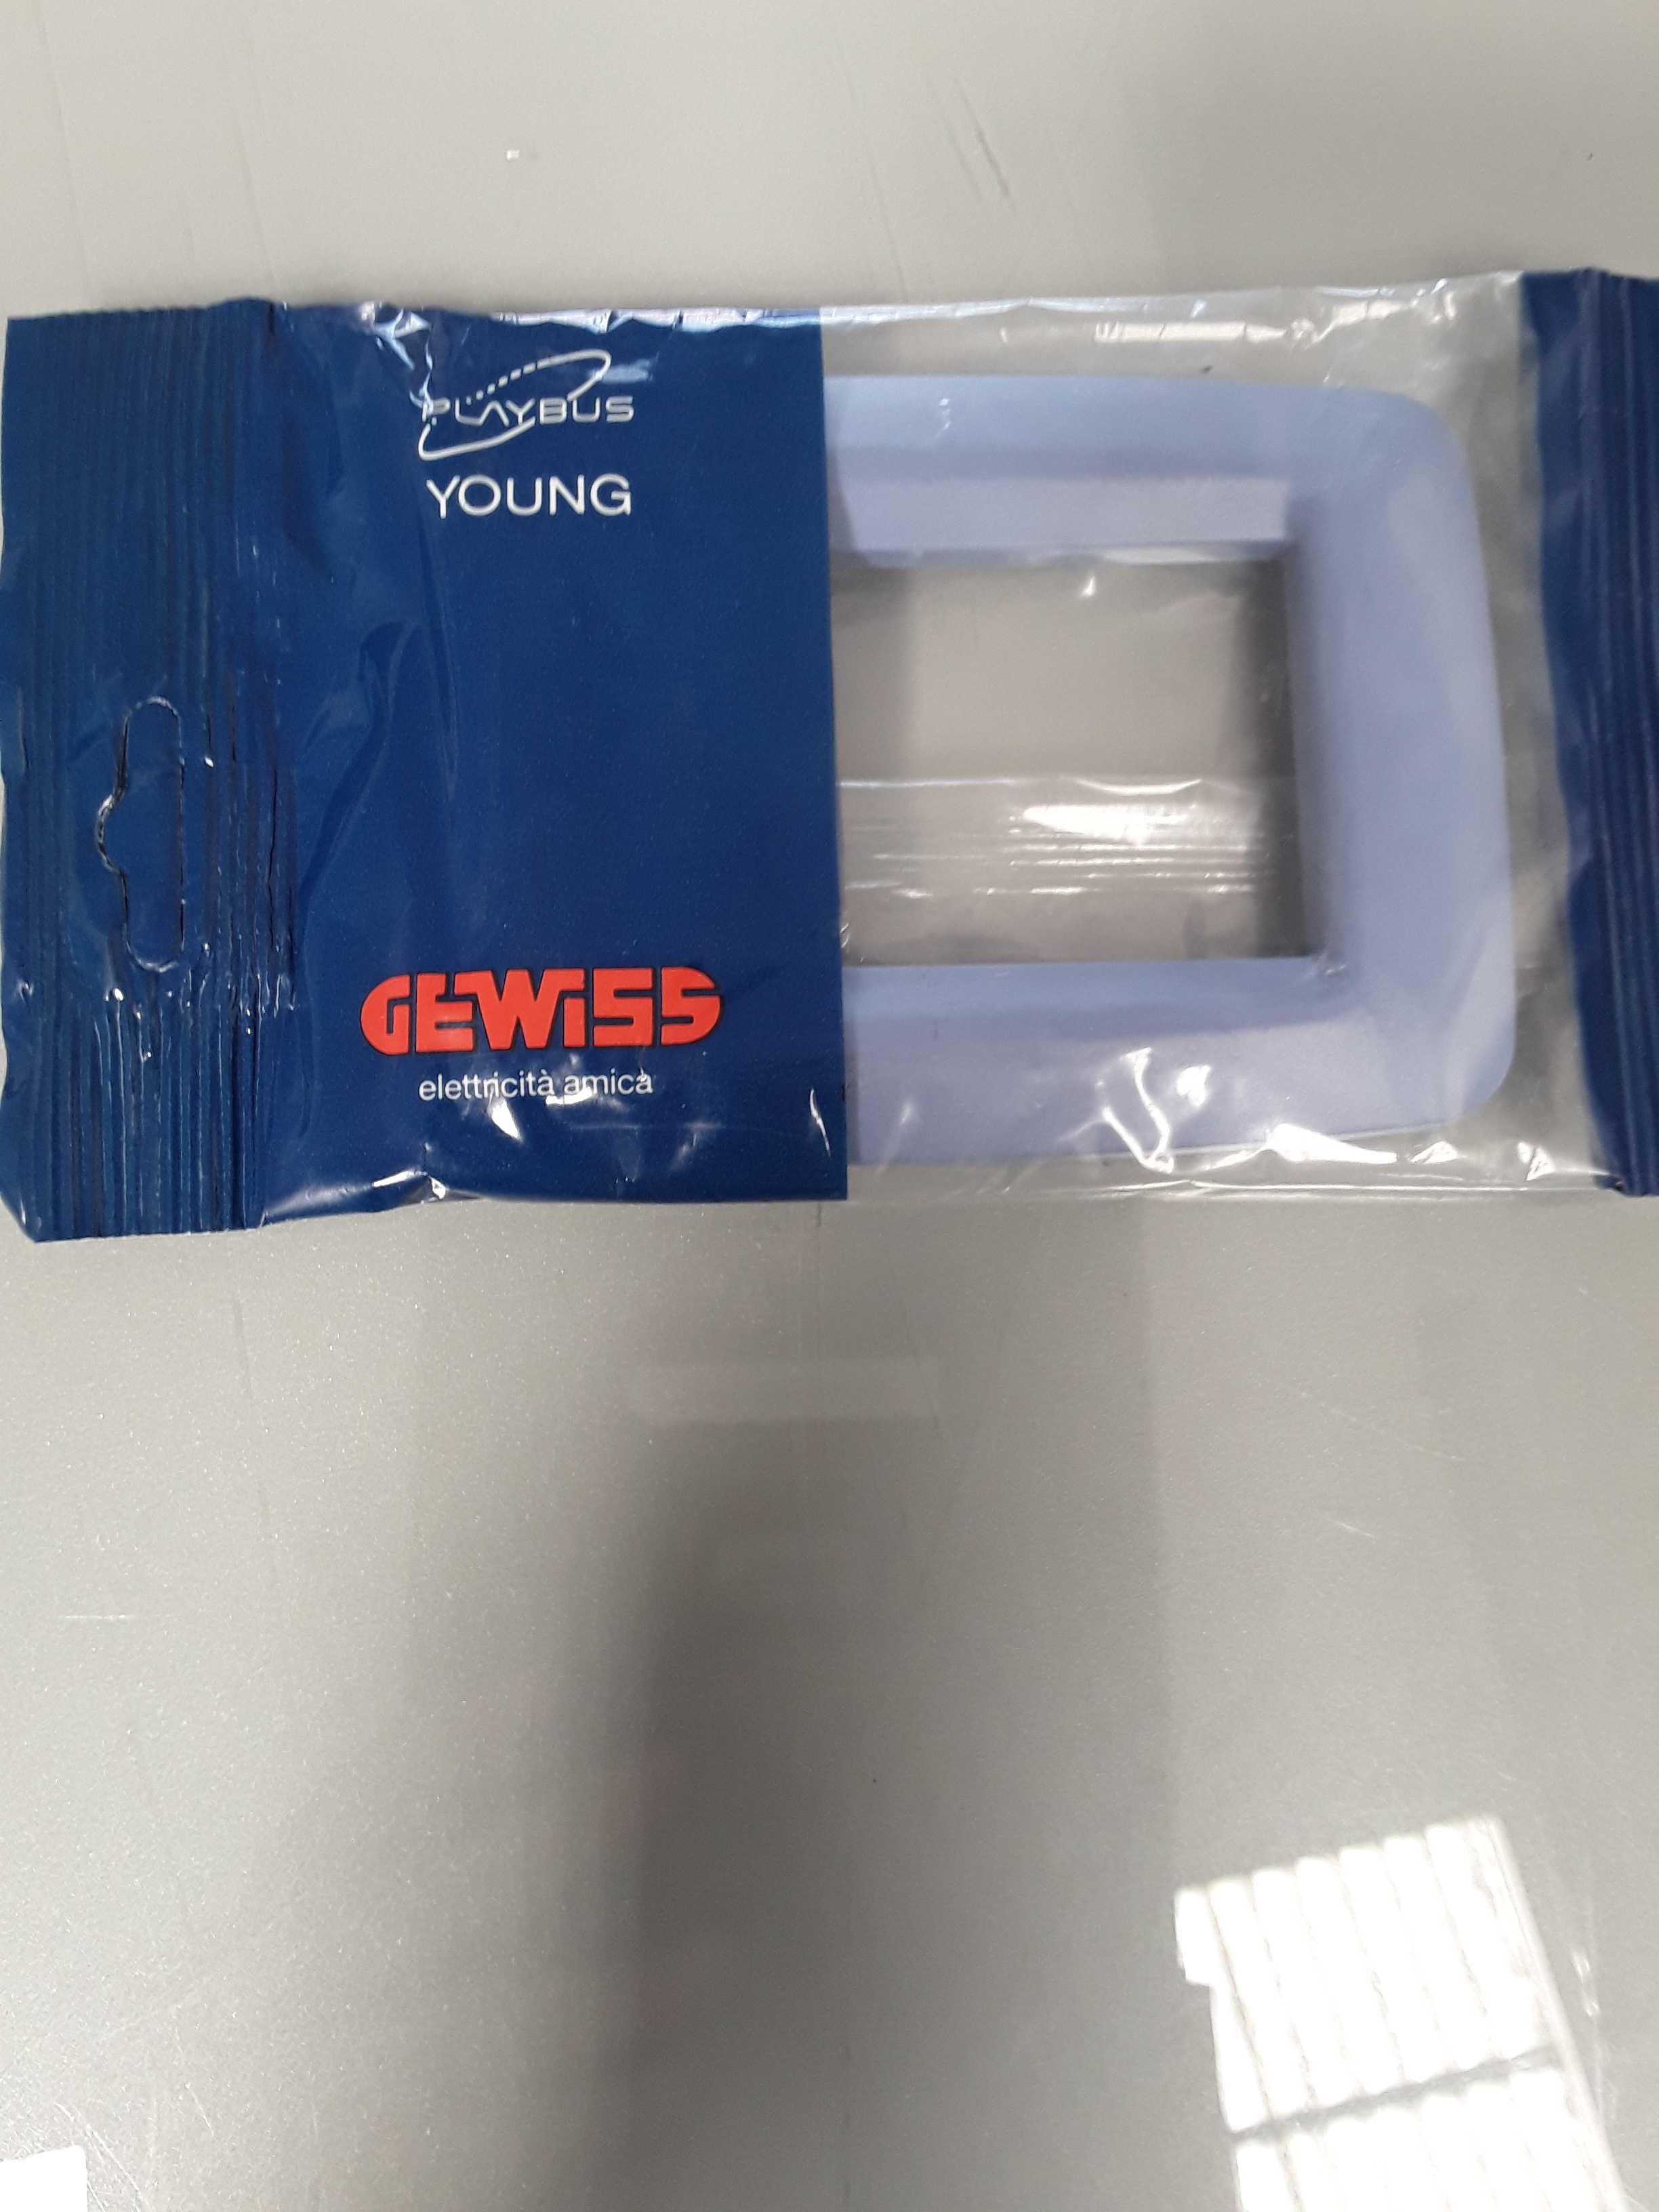 PLAYBUS
YOUNG
GEWiSS
elettricità amica